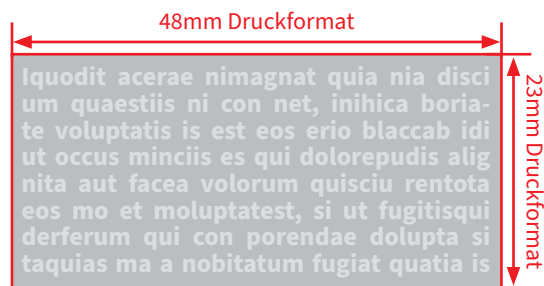 48mm Druckformat
Iquodit acerae nimagnat quia nia disci
um quaestiis ni con net, inihica boria-
te voluptatis is est eos erio blaccab idi
ut occus minciis es qui dolorepudis alig
nita aut facea volorum quisciu rentota
eos mo et moluptatest, si ut fugitisqui
derferum qui con porendae dolupta si
taquias ma a nobitatum fugiat quatia is
23mm Druckformat